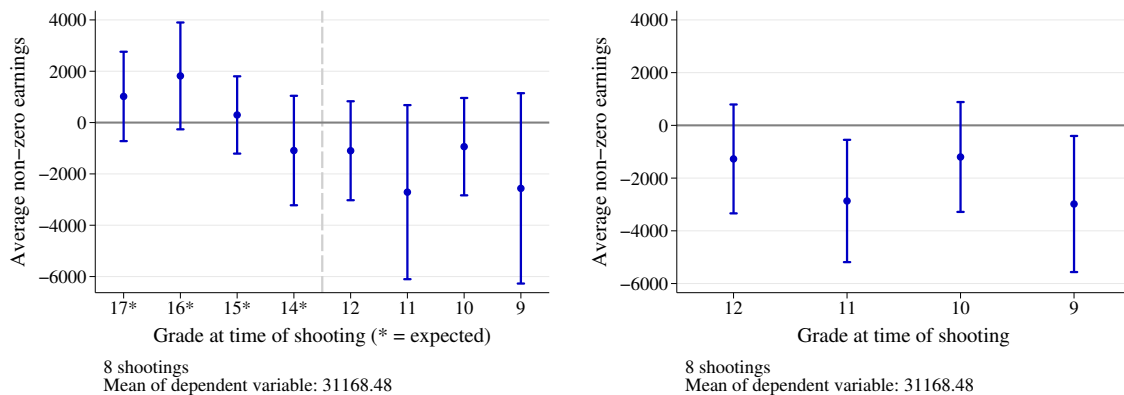 4000
2000
0
−2000
−4000
−6000
Average non−zero earnings
17* 16* 15* 14* 12 11 10 9
Grade at time of shooting (* = expected)
8 shootings
Mean of dependent variable: 31168.48
4000
2000
0
−2000
−4000
−6000
Average non−zero earnings
12 11 10 9
Grade at time of shooting
8 shootings
Mean of dependent variable: 31168.48